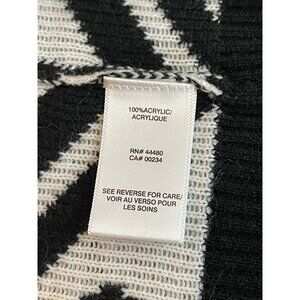 100%ACRYLIC/
ACRYLIQUE
RN# 44480
CA# 00234
SEE REVERSE FOR CARE/
VOIR AU VERSO POUR
LES SOINS